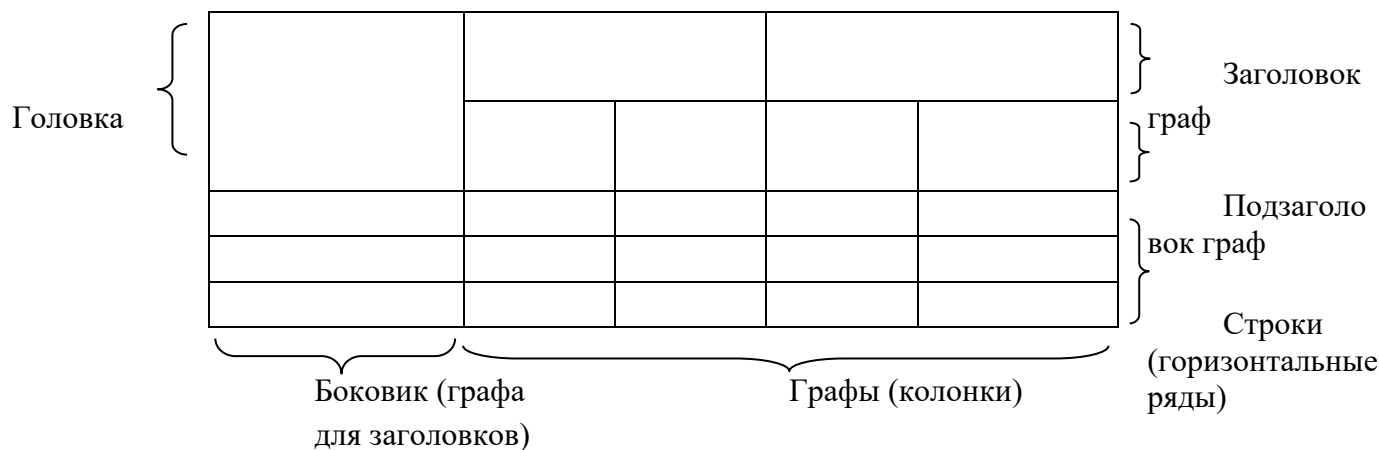 Головка
Заголовок
граф
Подзаголо
вок граф
Строки
(горизонтальные
ряды)
Боковик (графа
для заголовков)
Графы (колонки)